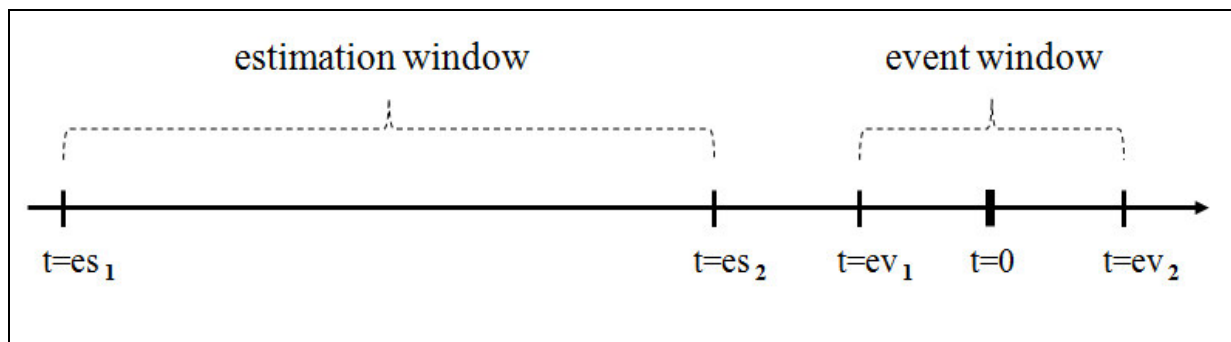 estimation window event window
t=es₁ t=es₂ t=ev₁ t=0 t=ev₂